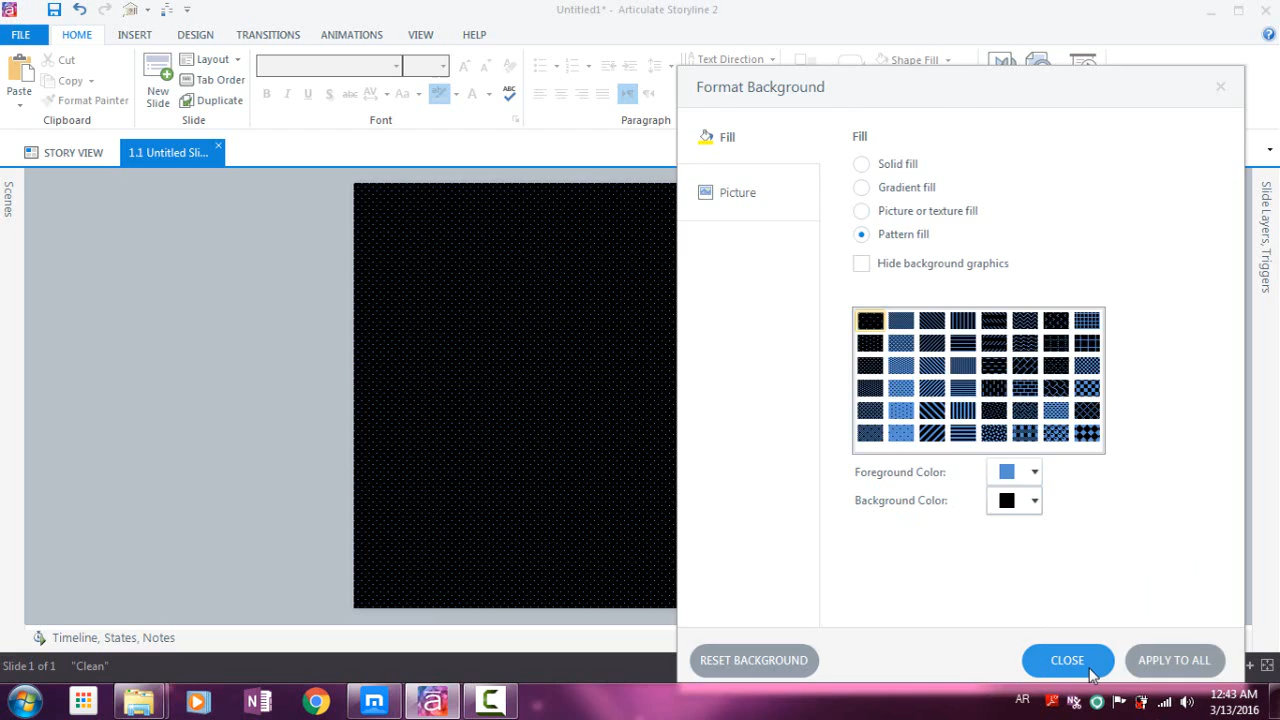 Untitled1* - Articulate Storyline 2
FILE HOME INSERT DESIGN TRANSITIONS ANIMATIONS VIEW HELP
Paste
Cut
Copy
Format Painter
Clipboard
New Slide
Layout
Tab Order
Duplicate
Slide
B I U S abc AV Aa A ABC
Font
Text Direction
Paragraph
Shape Fill
STORY VIEW
1.1 Untitled Sli...
Scenes
Slide Layers, Triggers
Format Background
Fill
Picture
Fill
Solid fill
Gradient fill
Picture or texture fill
Pattern fill
Hide background graphics
Foreground Color:
Background Color:
RESET BACKGROUND
CLOSE
APPLY TO ALL
Timeline, States, Notes
Slide 1 of 1 "Clean"
AR
12:43 AM
3/13/2016